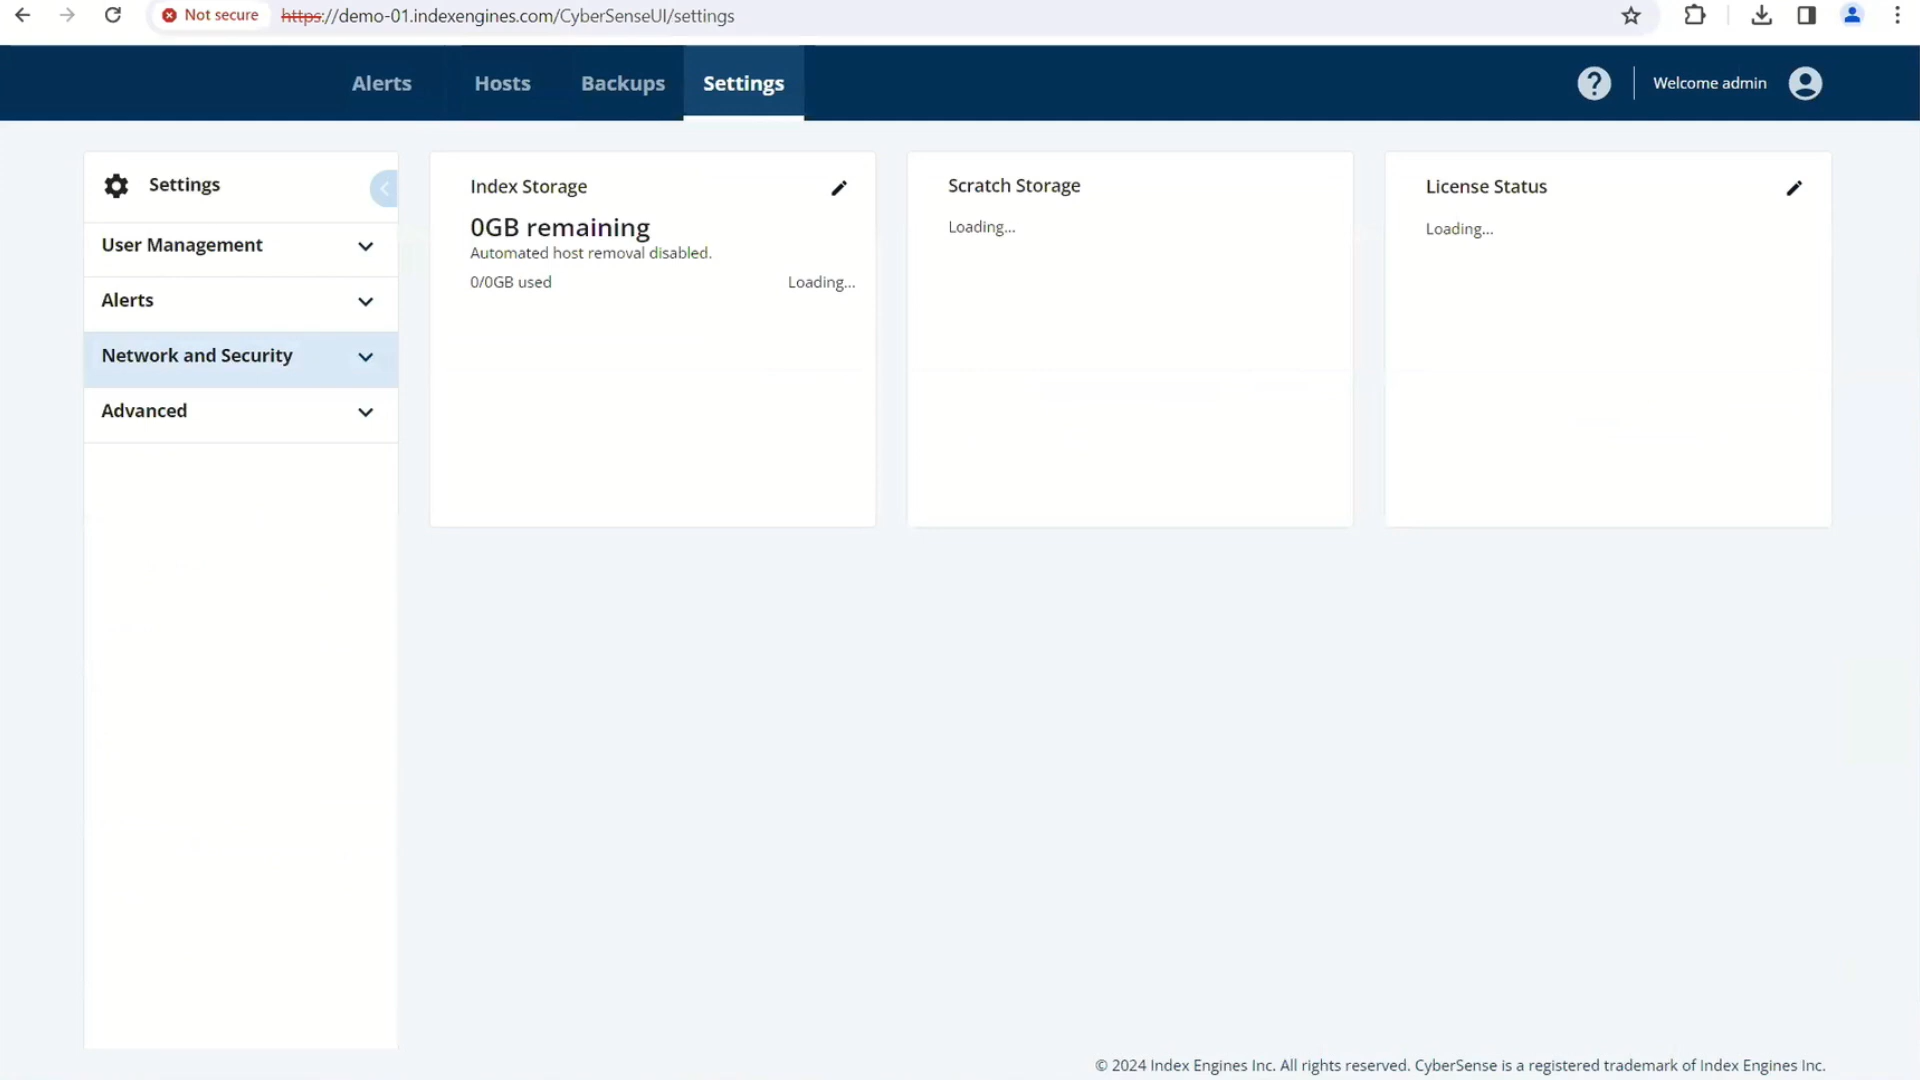 Not secure
https://demo-01.indexengines.com/CyberSenseUI/settings
Alerts
Hosts
Backups
Settings
?
Welcome admin
Settings
User Management
Alerts
Network and Security
Advanced
Index Storage
0GB remaining
Automated host removal disabled.
0/0GB used
Loading...
Scratch Storage
Loading...
License Status
Loading...
© 2024 Index Engines Inc. All rights reserved. CyberSense is a registered trademark of Index Engines Inc.